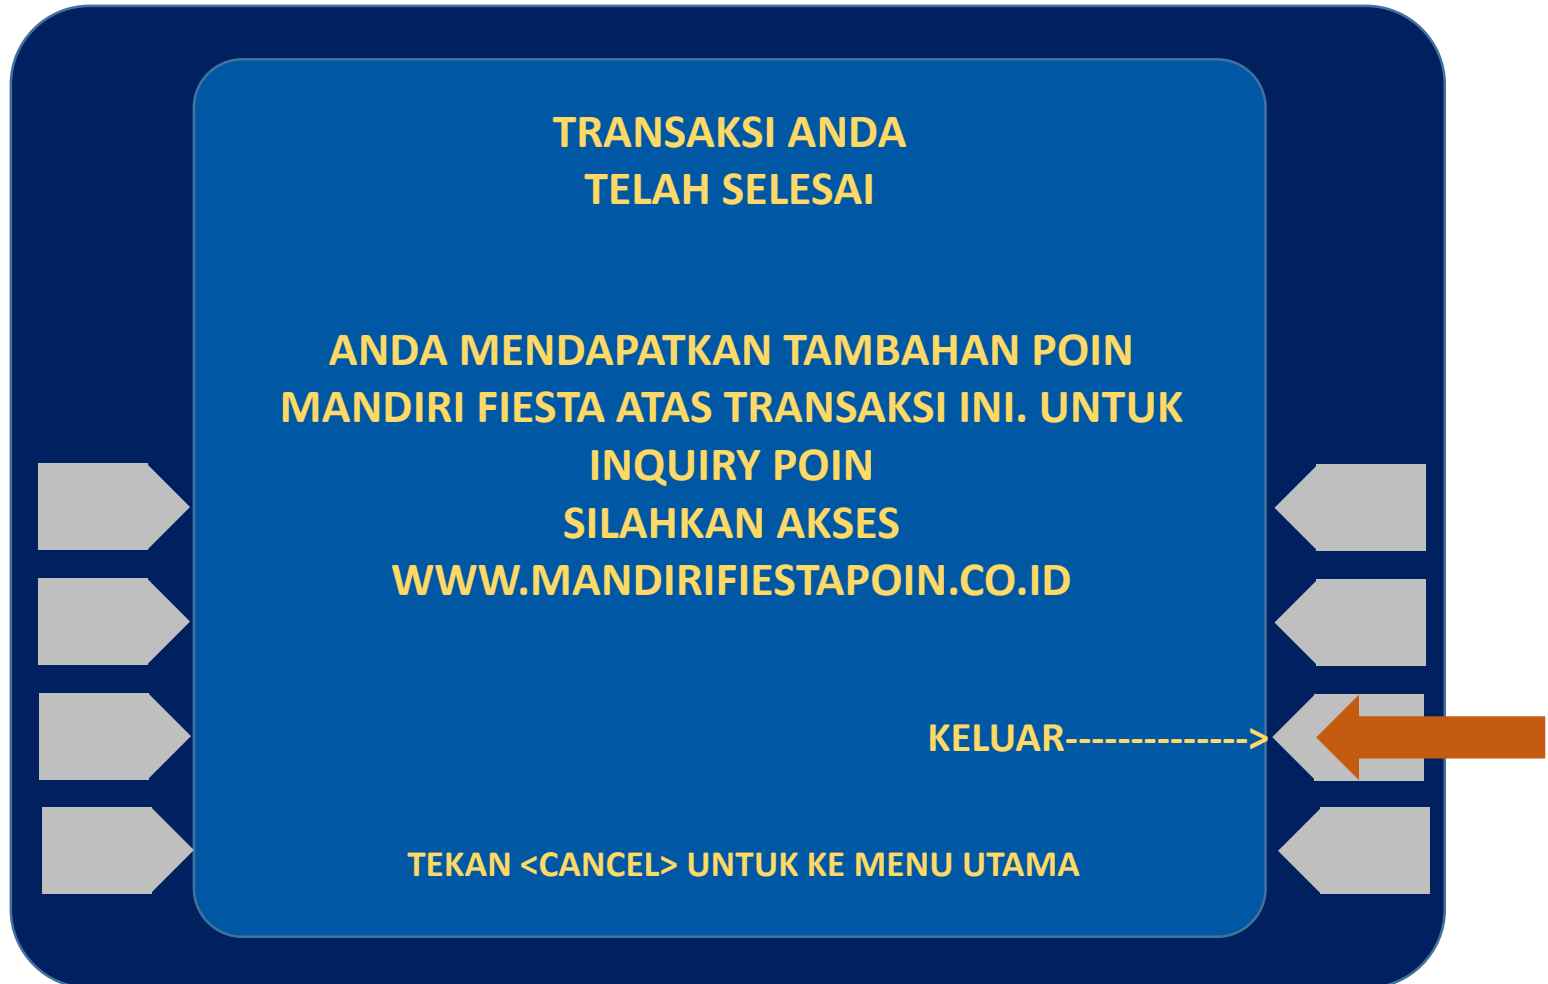 TRANSAKSI ANDA
TELAH SELESAI
ANDA MENDAPATKAN TAMBAHAN POIN
MANDIRI FIESTA ATAS TRANSAKSI INI. UNTUK
INQUIRY POIN
SILAHKAN AKSES
WWW.MANDIRIFIESTAPOIN.CO.ID
KELUAR-------------->
TEKAN <CANCEL> UNTUK KE MENU UTAMA